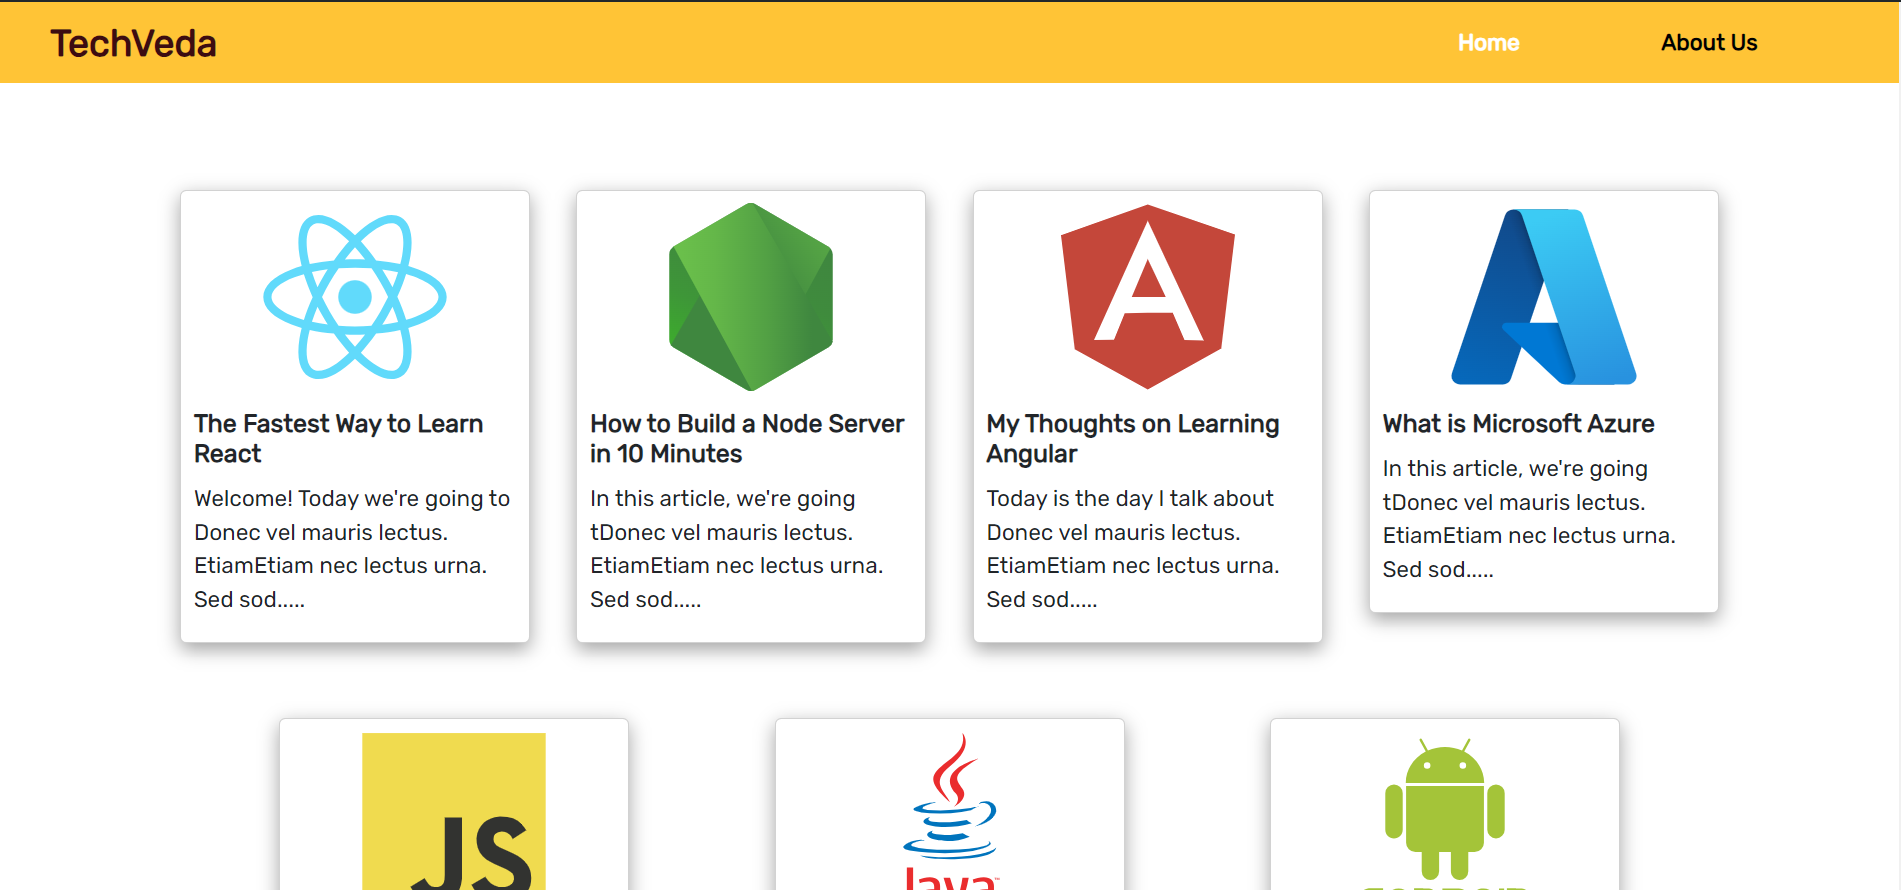 TechVeda
Home
About Us
The Fastest Way to Learn
React
Welcome! Today we're going to
Donec vel mauris lectus.
EtiamEtiam nec lectus urna.
Sed sod.....
How to Build a Node Server
in 10 Minutes
In this article, we're going
tDonec vel mauris lectus.
EtiamEtiam nec lectus urna.
Sed sod.....
My Thoughts on Learning
Angular
Today is the day I talk about
Donec vel mauris lectus.
EtiamEtiam nec lectus urna.
Sed sod.....
What is Microsoft Azure
In this article, we're going
tDonec vel mauris lectus.
EtiamEtiam nec lectus urna.
Sed sod.....
JS
Java